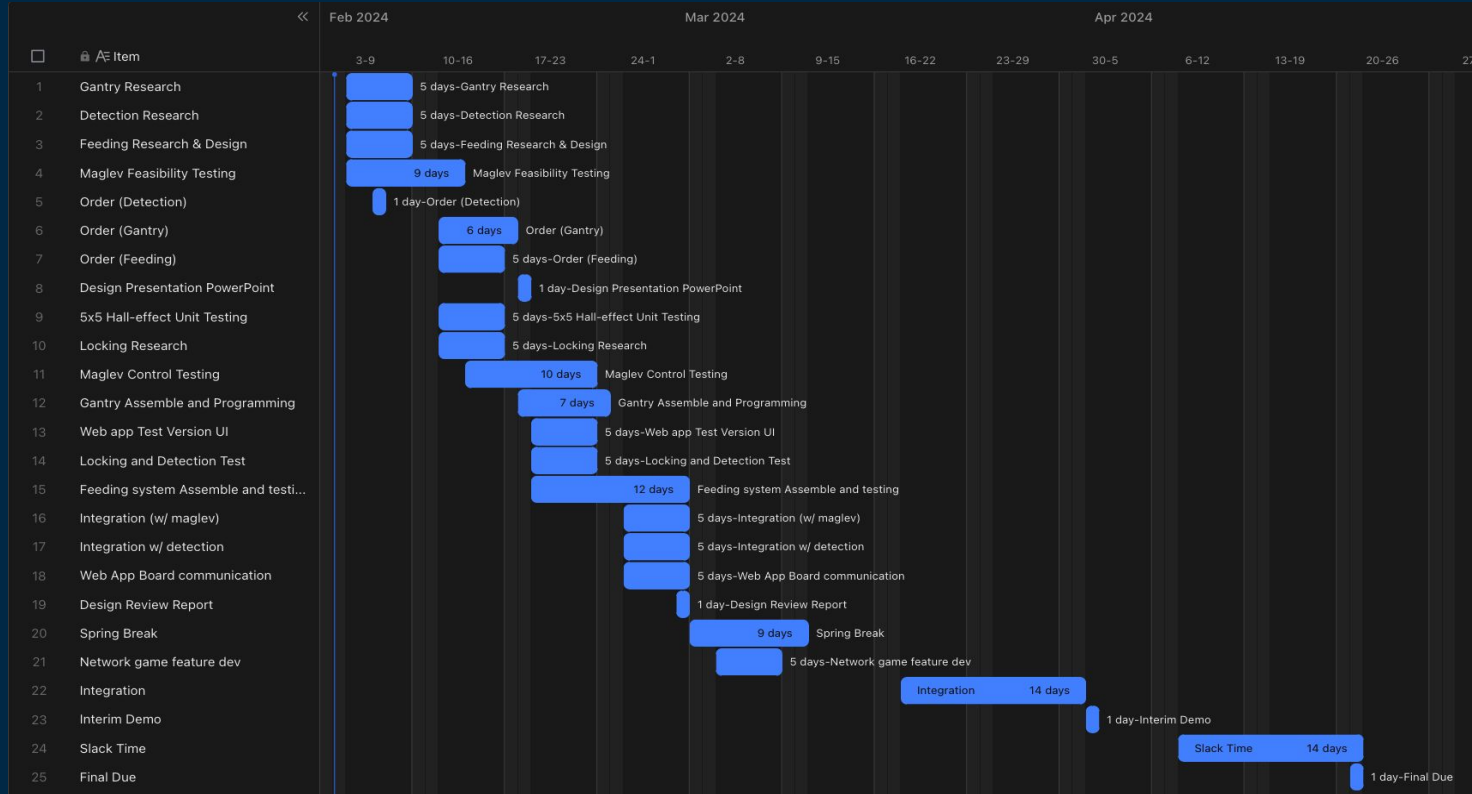 Feb 2024 Mar 2024 Apr 2024
Item 3-9 10-16 17-23 24-1 2-8 9-15 16-22 23-29 30-5 6-12 13-19 20-26
1 Gantry Research 5 days-Gantry Research
2 Detection Research 5 days-Detection Research
3 Feeding Research & Design 5 days-Feeding Research & Design
4 Maglev Feasibility Testing 9 days Maglev Feasibility Testing
5 Order (Detection) 1 day-Order (Detection)
6 Order (Gantry) 6 days Order (Gantry)
7 Order (Feeding) 5 days-Order (Feeding)
8 Design Presentation PowerPoint 1 day-Design Presentation PowerPoint
9 5x5 Hall-effect Unit Testing 5 days-5x5 Hall-effect Unit Testing
10 Locking Research 5 days-Locking Research
11 Maglev Control Testing 10 days Maglev Control Testing
12 Gantry Assemble and Programming 7 days Gantry Assemble and Programming
13 Web app Test Version UI 5 days-Web app Test Version UI
14 Locking and Detection Test 5 days-Locking and Detection Test
15 Feeding system Assemble and testi... 12 days Feeding system Assemble and testing
16 Integration (w/ maglev) 5 days-Integration (w/ maglev)
17 Integration w/ detection 5 days-Integration w/ detection
18 Web App Board communication 5 days-Web App Board communication
19 Design Review Report 1 day-Design Review Report
20 Spring Break 9 days Spring Break
21 Network game feature dev 5 days-Network game feature dev
22 Integration Integration 14 days
23 Interim Demo 1 day-Interim Demo
24 Slack Time Slack Time 14 days
25 Final Due 1 day-Final Due